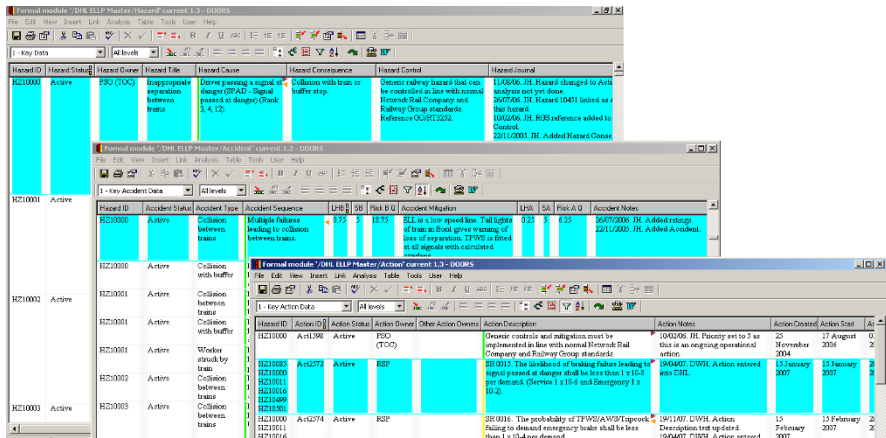 Formal module '/DHL ELLP Master/Hazard' current 1.3 - DOORS
File Edit View Insert Link Analysis Table Tools User Help
1 - Key Data All levels
Hazard ID Hazard Status Hazard Owner Hazard Title Hazard Cause Hazard Consequence Hazard Control Hazard Journal
HZ10000 Active PSO (TOC) Inappropriate Driver passing a signal at Collision with train or Generic railway hazard that can 11/08/06. JH. Hazard changed to Acti
separation danger (SPAD - Signal buffer stop. be controlled in line with normal analysis not yet done.
between passed at danger) (Rank Network Rail Company and 26/07/06. JH. Hazard 10451 linked as
trains 3, 4, 12). Railway Group standards. this hazard.
Reference GO/RT3252. 10/02/06. JH. RGS reference added to
Control.
22/11/2005. JH. Added Hazard Conse
HZ10001 Active
HZ10002 Active
HZ10003 Active
Formal module '/DHL ELLP Master/Accident' current 1.3 - DOORS
File Edit View Insert Link Analysis Table Tools User Help
1 - Key Accident Data All levels
Hazard ID Accident Status Accident Type Accident Sequence LHB SB Risk B Q Accident Mitigation LHA SA Risk A Q Accident Notes
HZ10000 Active Collision Multiple failures 3.75 5 18.75 ELL is a low speed line. Tail lights 0.25 5 6.25 26/07/2006. JH. Added ratings.
between leading to collision of train in front gives warning of 22/11/2005. JH. Added Accident.
trains between trains. loss of separation. TPWS is fitted
at all signals with calculated
HZ10000 Active Collision
with buffer
HZ10001 Active Collision
between
trains
HZ10001 Active Collision
with buffer
HZ10001 Active Worker
struck by
train
HZ10002 Active Collision
between
trains
HZ10003 Active Collision
between
trains
Formal module '/DHL ELLP Master/Action' current 1.3 - DOORS
File Edit View Insert Link Analysis Table Tools User Help
1 - Key Action Data All levels
Hazard ID Action ID Action Status Action Owner Other Action Owners Action Description Action Notes Action Created Action Start
HZ10000 Act1598 Active PSO Generic controls and mitigation must be 10/02/06. JH. Priority set to 5 as 25 17 August
(TOC) implemented in line with normal Network Rail this is an ongoing operational November 2006
Company and Railway Group standards. action. 2004
HZ10085 Act2572 Active RSP SR 0015. The likelihood of braking failure leading to 19/04/07. DWH. Action entered 15 January 15 January
HZ10000 signal passed at danger shall be less than 1 x 10-8 into DHL. 2007 2007
HZ10011 per demand. (Service 1 x 10-6 and Emergency 1 x
HZ10016 10-2).
HZ10499
HZ10501
HZ10000 Act2574 Active RSP SR 0016. The probability of TPWS/AWS/Tripcock 19/11/07. DWH. Action 15 15 February
HZ10011 failing to demand emergency brake shall be less Description text updated. February 2007
HZ10016 than 1 x 10-4 per demand. 19/04/07. DWH. Action entered 2007